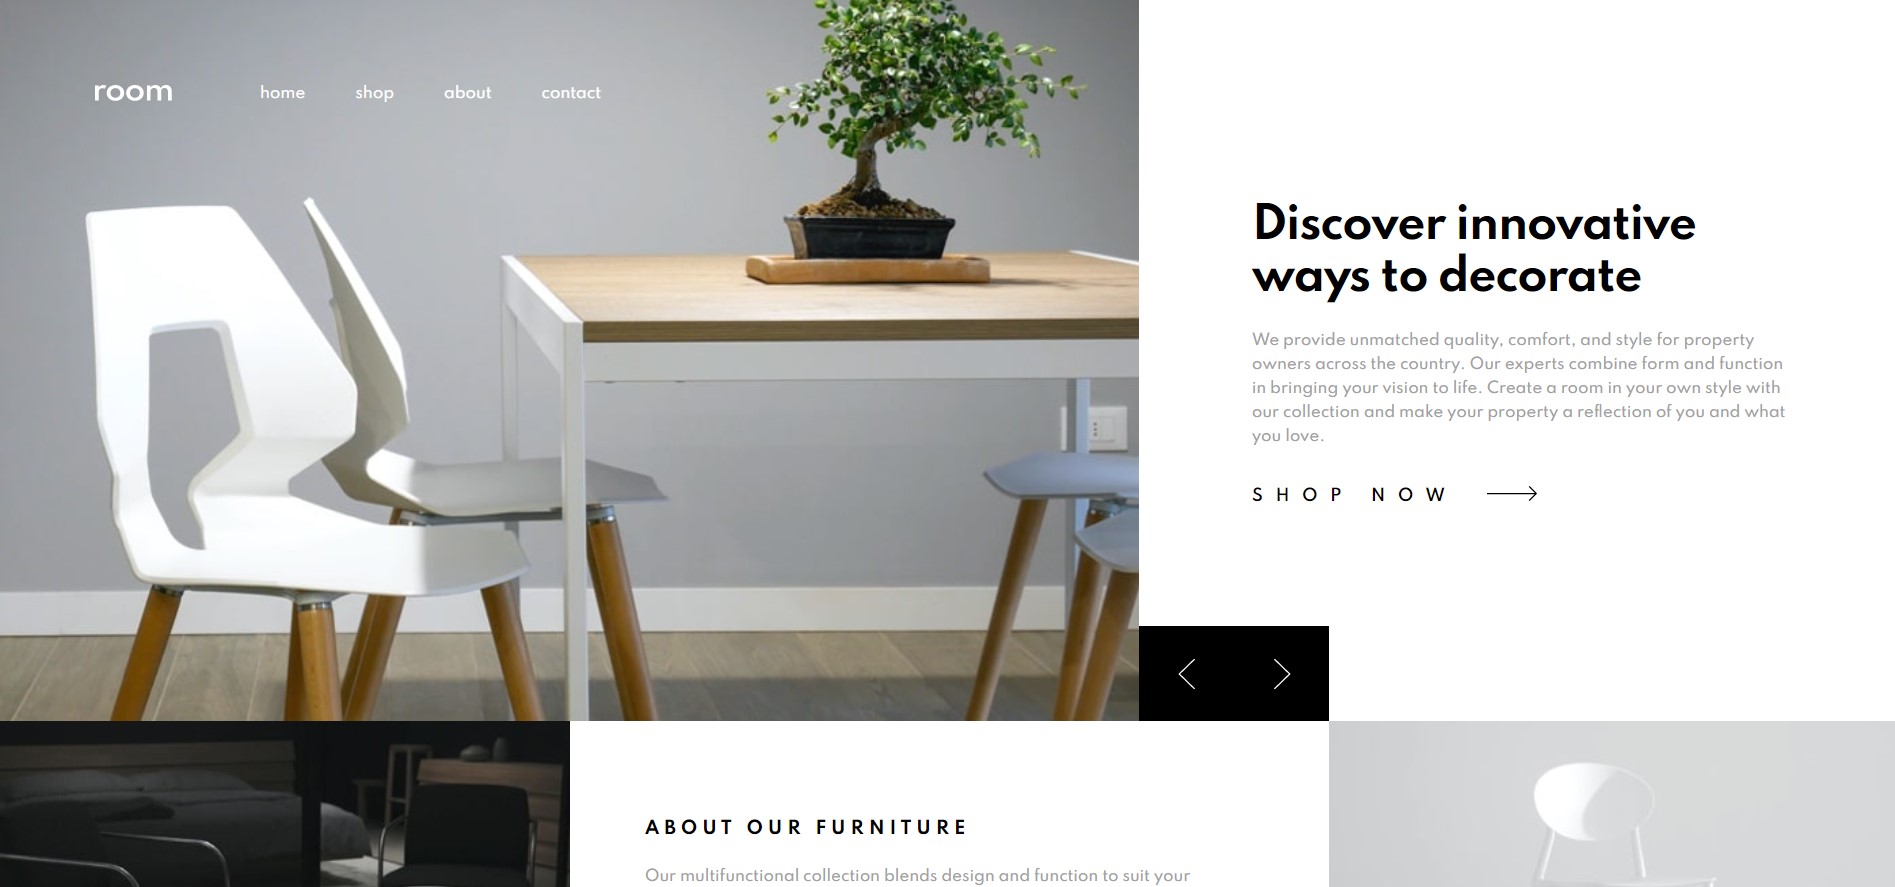 room
home shop about contact
Discover innovative
ways to decorate
We provide unmatched quality, comfort, and style for property
owners across the country. Our experts combine form and function
in bringing your vision to life. Create a room in your own style with
our collection and make your property a reflection of you and what
you love.
SHOP NOW
ABOUT OUR FURNITURE
Our multifunctional collection blends design and function to suit your